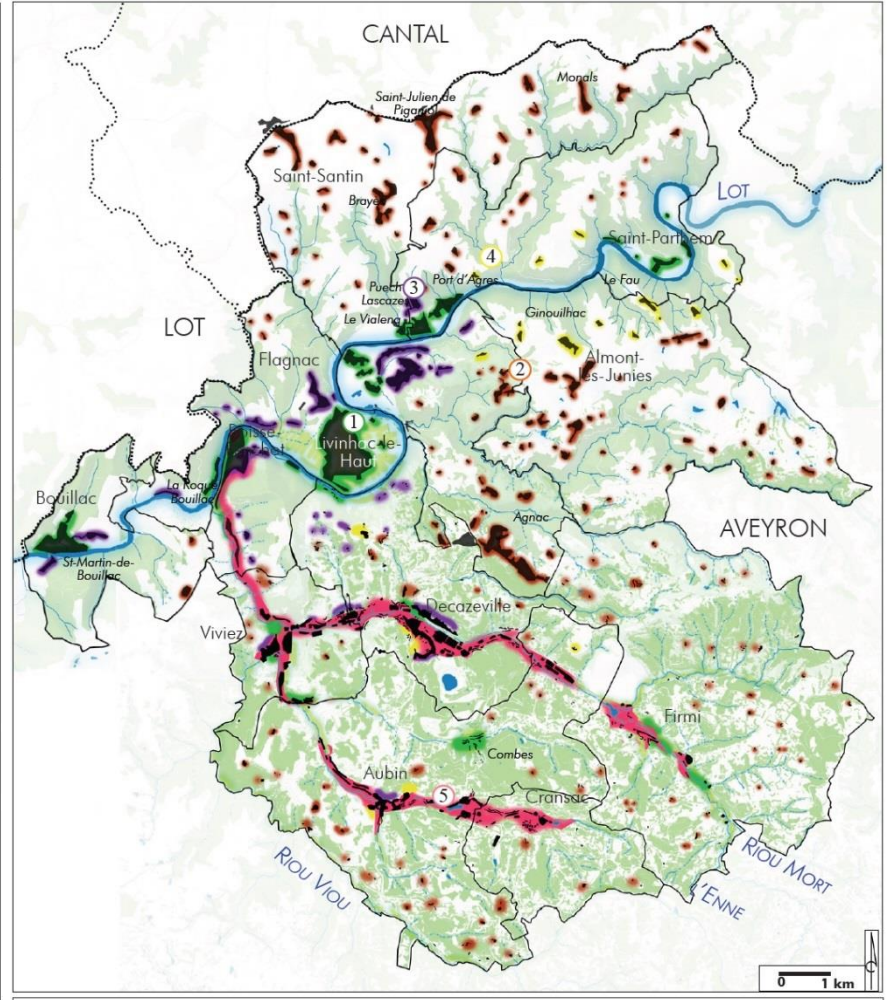 CANTAL
Monals
Saint-Julien de
Piganiol
Saint-Santin
Brayes
LOT
Saint-Parthem
4
3
Puech
Lascazes
Port d'Agres
Le Fau
Le Vialenq
Ginouilhac
LOT
Flagnac
2
Almont-
les-Junies
1
Livinhac-le-
Haut
Boisse-
Penchot
Bouillac
La Roque
Bouillac
Agnac
AVEYRON
St-Martin-de-
Bouillac
Decazeville
Viviez
Firmi
Combes
Aubin
5
Cransac
RIOU VIOU
RIOU MORT
L'ENNE
0 1 km